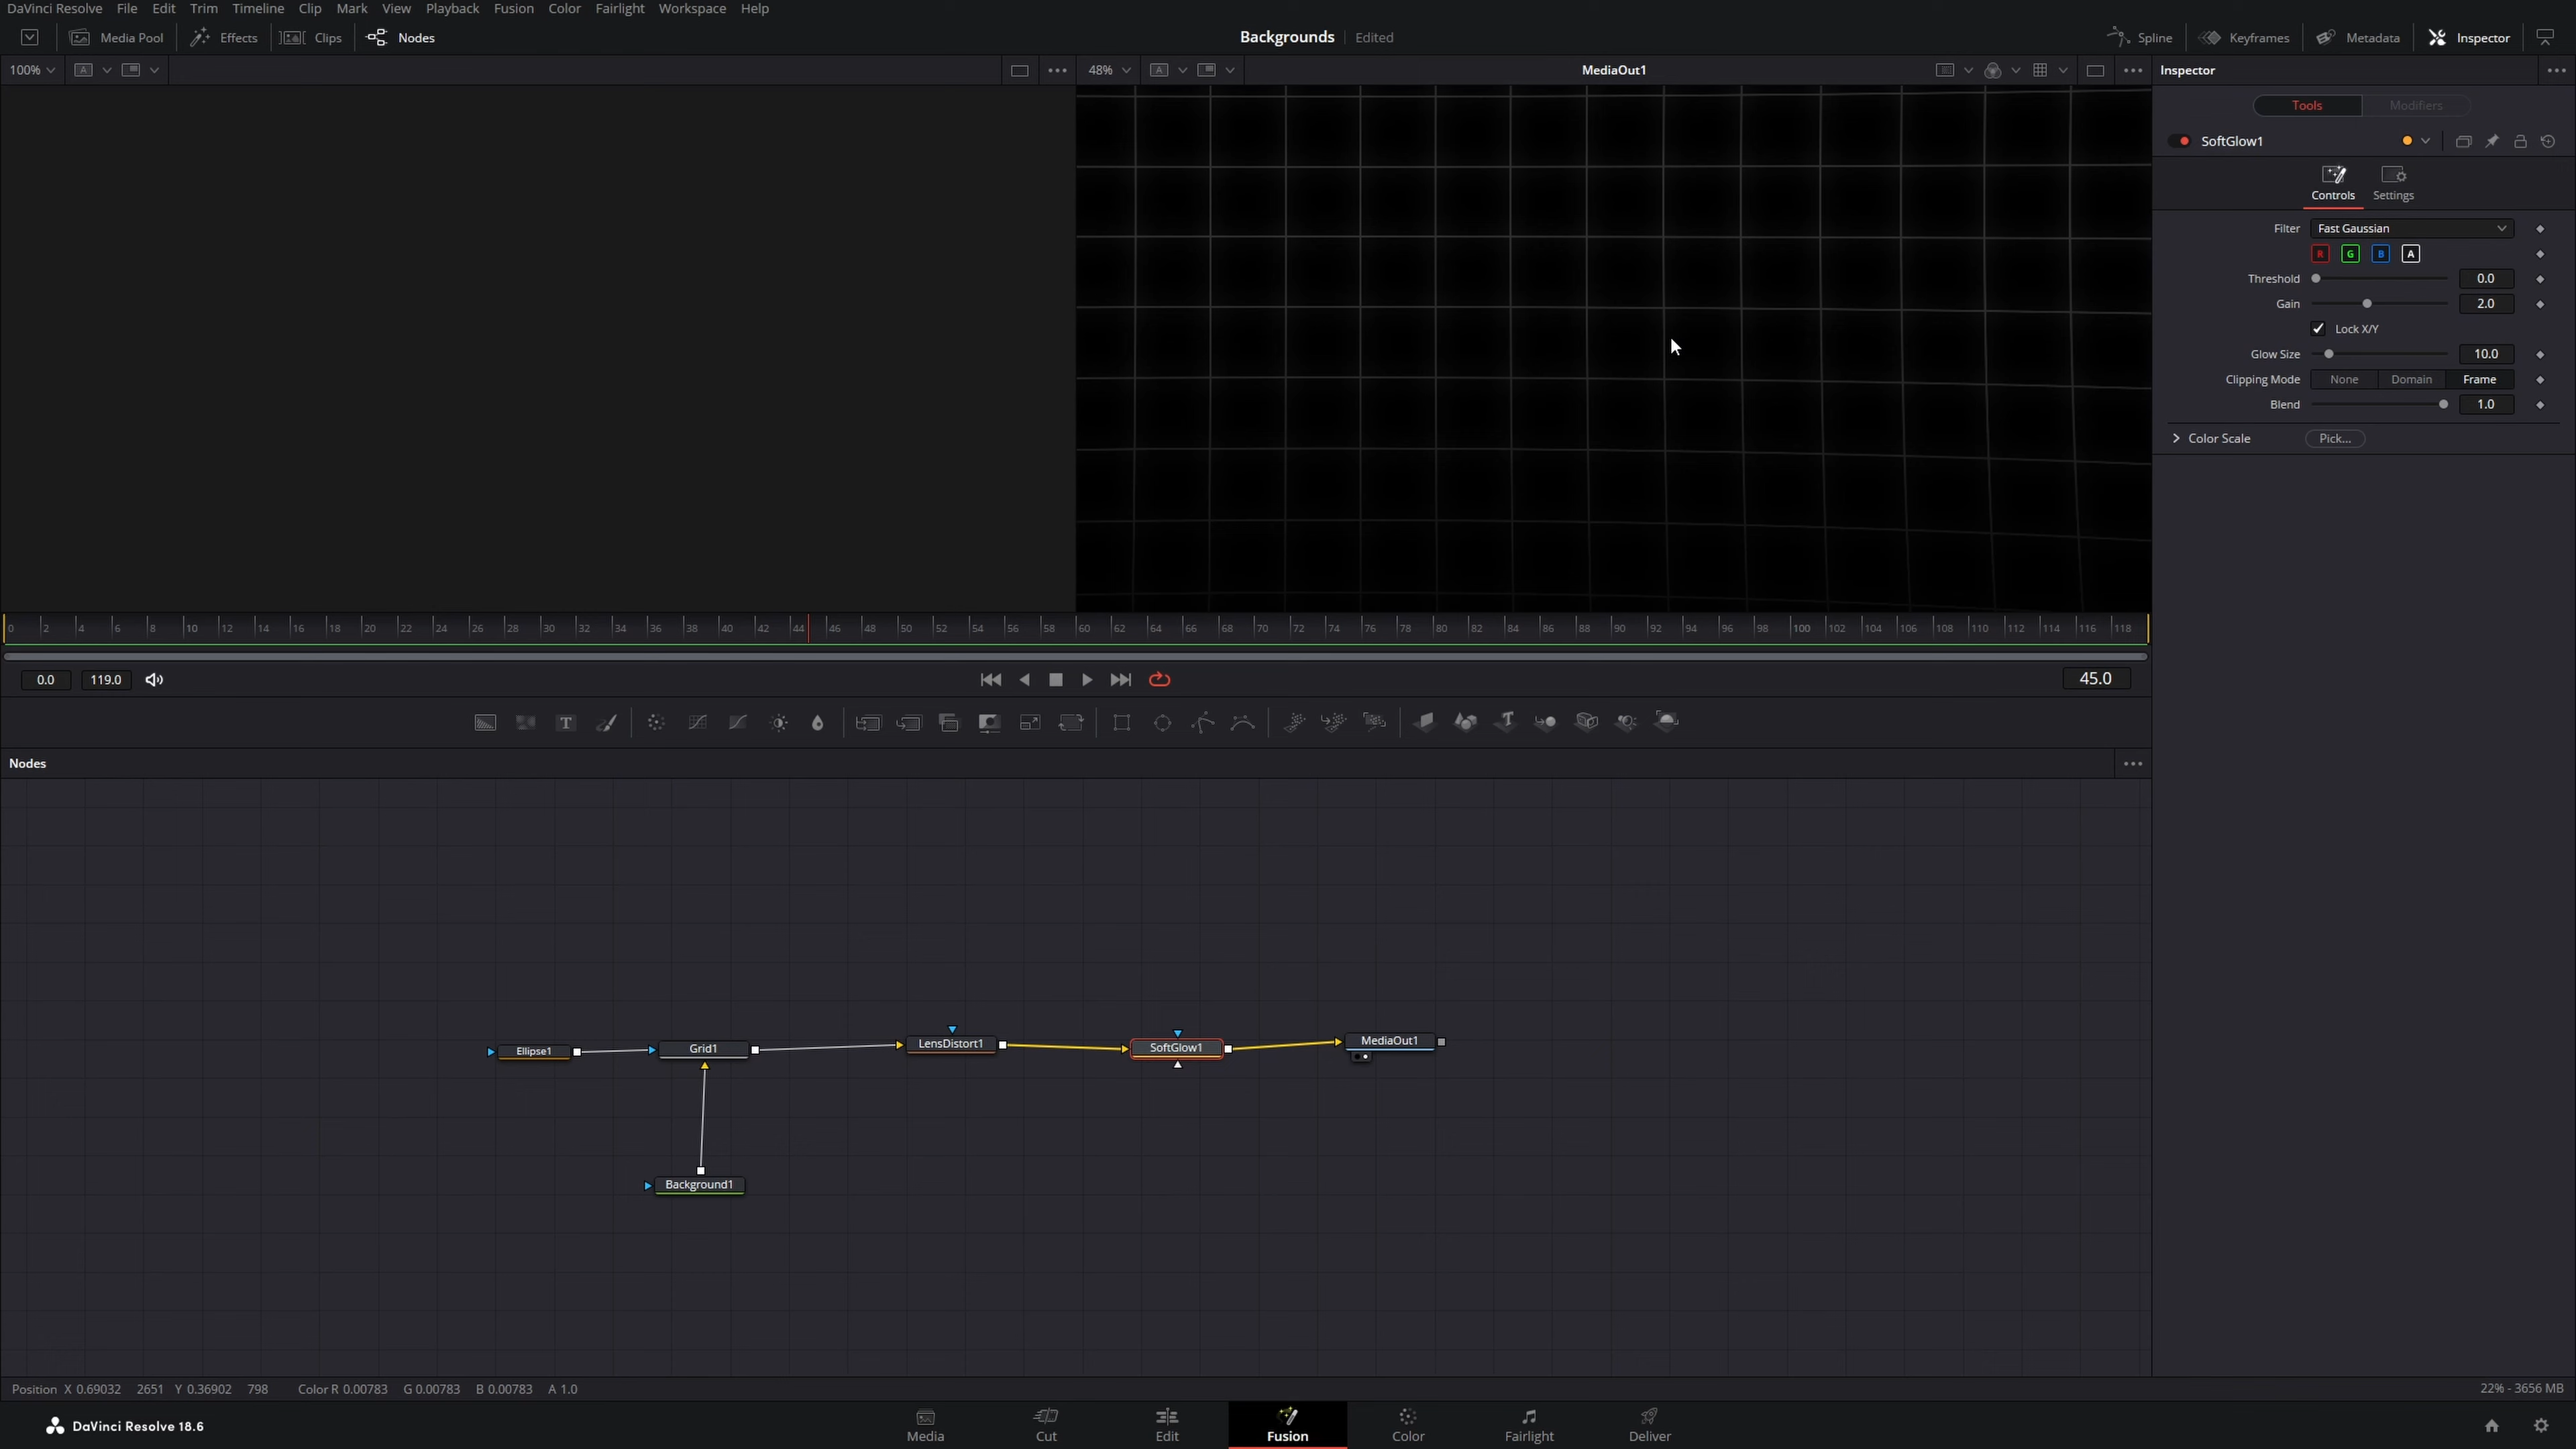 DaVinci Resolve File Edit Trim Timeline Clip Mark View Playback Fusion Color Fairlight Workspace Help
Media Pool Effects Clips Nodes Backgrounds Edited Spline Keyframes Metadata Inspector
100% A 48% A MediaOut1 Inspector
Tools Modifiers
SoftGlow1
Controls Settings
Filter Fast Gaussian
R G B A
Threshold 0.0
Gain 2.0
Lock X/Y
Glow Size 10.0
Clipping Mode None Domain Frame
Blend 1.0
Color Scale Pick...
0 2 4 6 8 10 12 14 16 18 20 22 24 26 28 30 32 34 36 38 40 42 44 46 48 50 52 54 56 58 60 62 64 66 68 70 72 74 76 78 80 82 84 86 88 90 92 94 96 98 100 102 104 106 108 110 112 114 116 118
0.0 119.0 45.0
T T
Nodes
Ellipse1 Grid1 LensDistort1 SoftGlow1 MediaOut1
Background1
Position X 0.69032 2651 Y 0.36902 798 Color R 0.00783 G 0.00783 B 0.00783 A 1.0 22% - 3656 MB
DaVinci Resolve 18.6 Media Cut Edit Fusion Color Fairlight Deliver